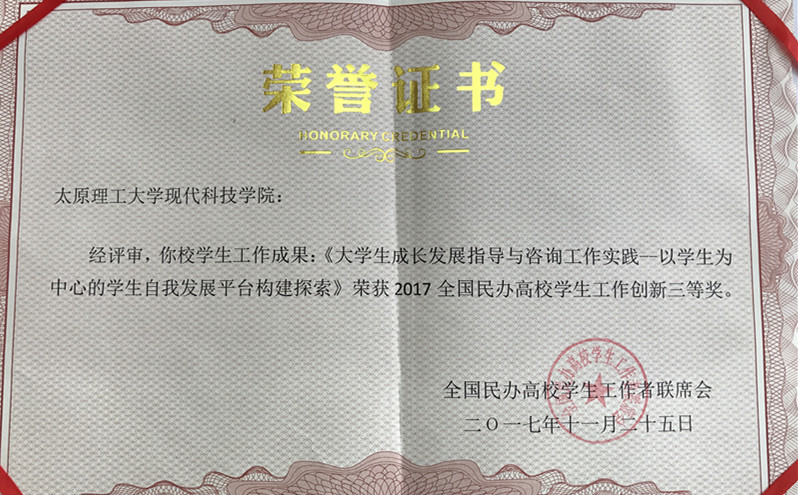 荣誉证书
HONORARY CREDENTIAL
太原理工大学现代科技学院：
经评审，你校学生工作成果：《大学生成长发展指导与咨询工作实践--以学生为
中心的学生自我发展平台构建探索》荣获 2017 全国民办高校学生工作创新三等奖。
全国民办高校学生工作者联席会
二〇一七年十一月二十五日